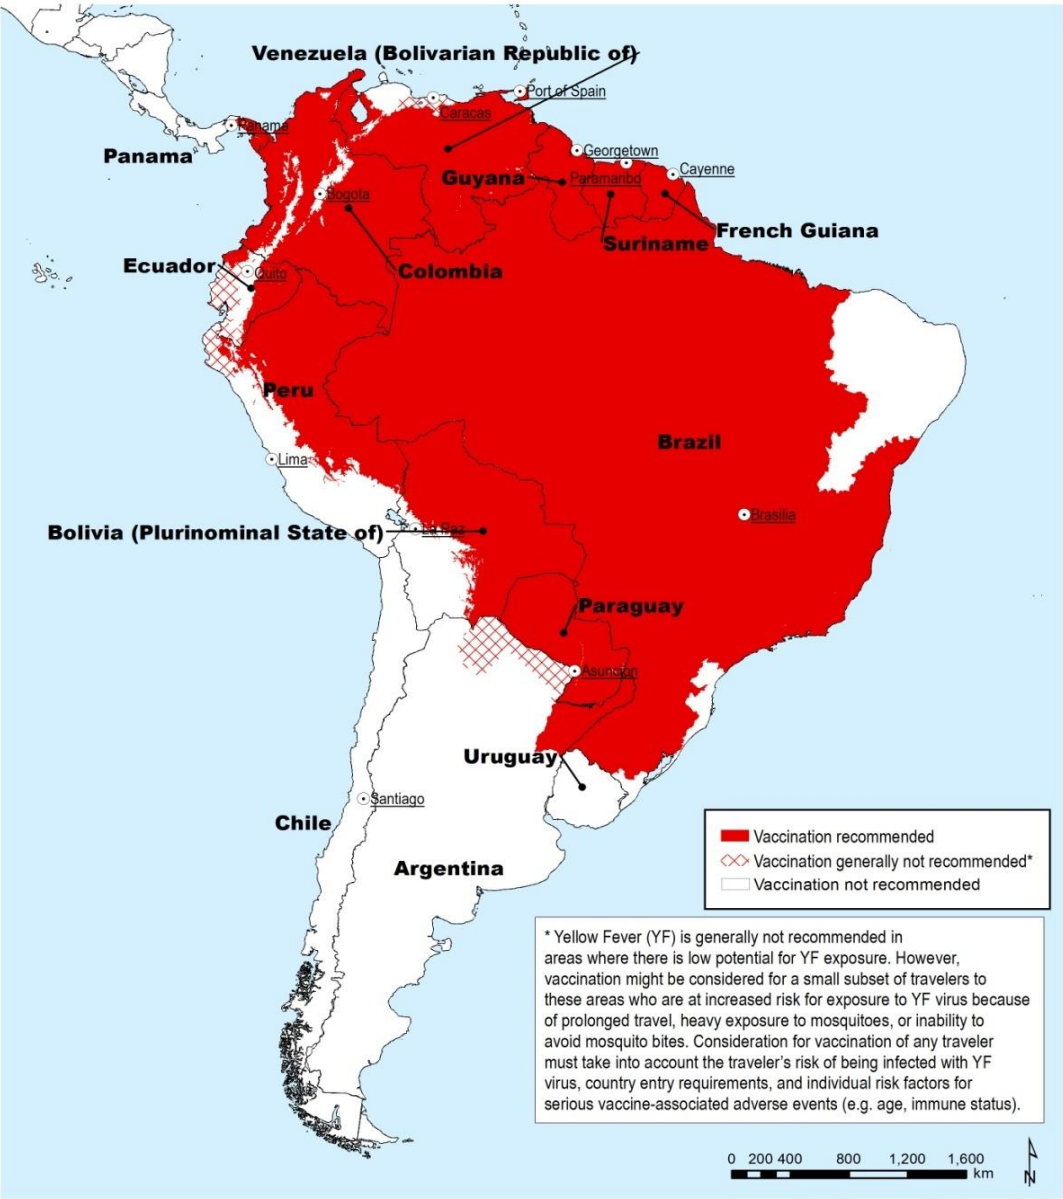 Venezuela (Bolivarian Republic of)
Port of Spain
Caracas
Panama
Panama
Georgetown
Guyana
Paramaribo
Cayenne
Bogota
French Guiana
Suriname
Ecuador
Quito
Colombia
Peru
Brazil
Lima
Brasilia
Bolivia (Plurinominal State of)
La Paz
Paraguay
Asuncion
Uruguay
Santiago
Chile
Argentina
Vaccination recommended
Vaccination generally not recommended*
Vaccination not recommended
* Yellow Fever (YF) is generally not recommended in
areas where there is low potential for YF exposure. However,
vaccination might be considered for a small subset of travelers to
these areas who are at increased risk for exposure to YF virus because
of prolonged travel, heavy exposure to mosquitoes, or inability to
avoid mosquito bites. Consideration for vaccination of any traveler
must take into account the traveler's risk of being infected with YF
virus, country entry requirements, and individual risk factors for
serious vaccine-associated adverse events (e.g. age, immune status).
0 200 400 800 1,200 1,600
km
N